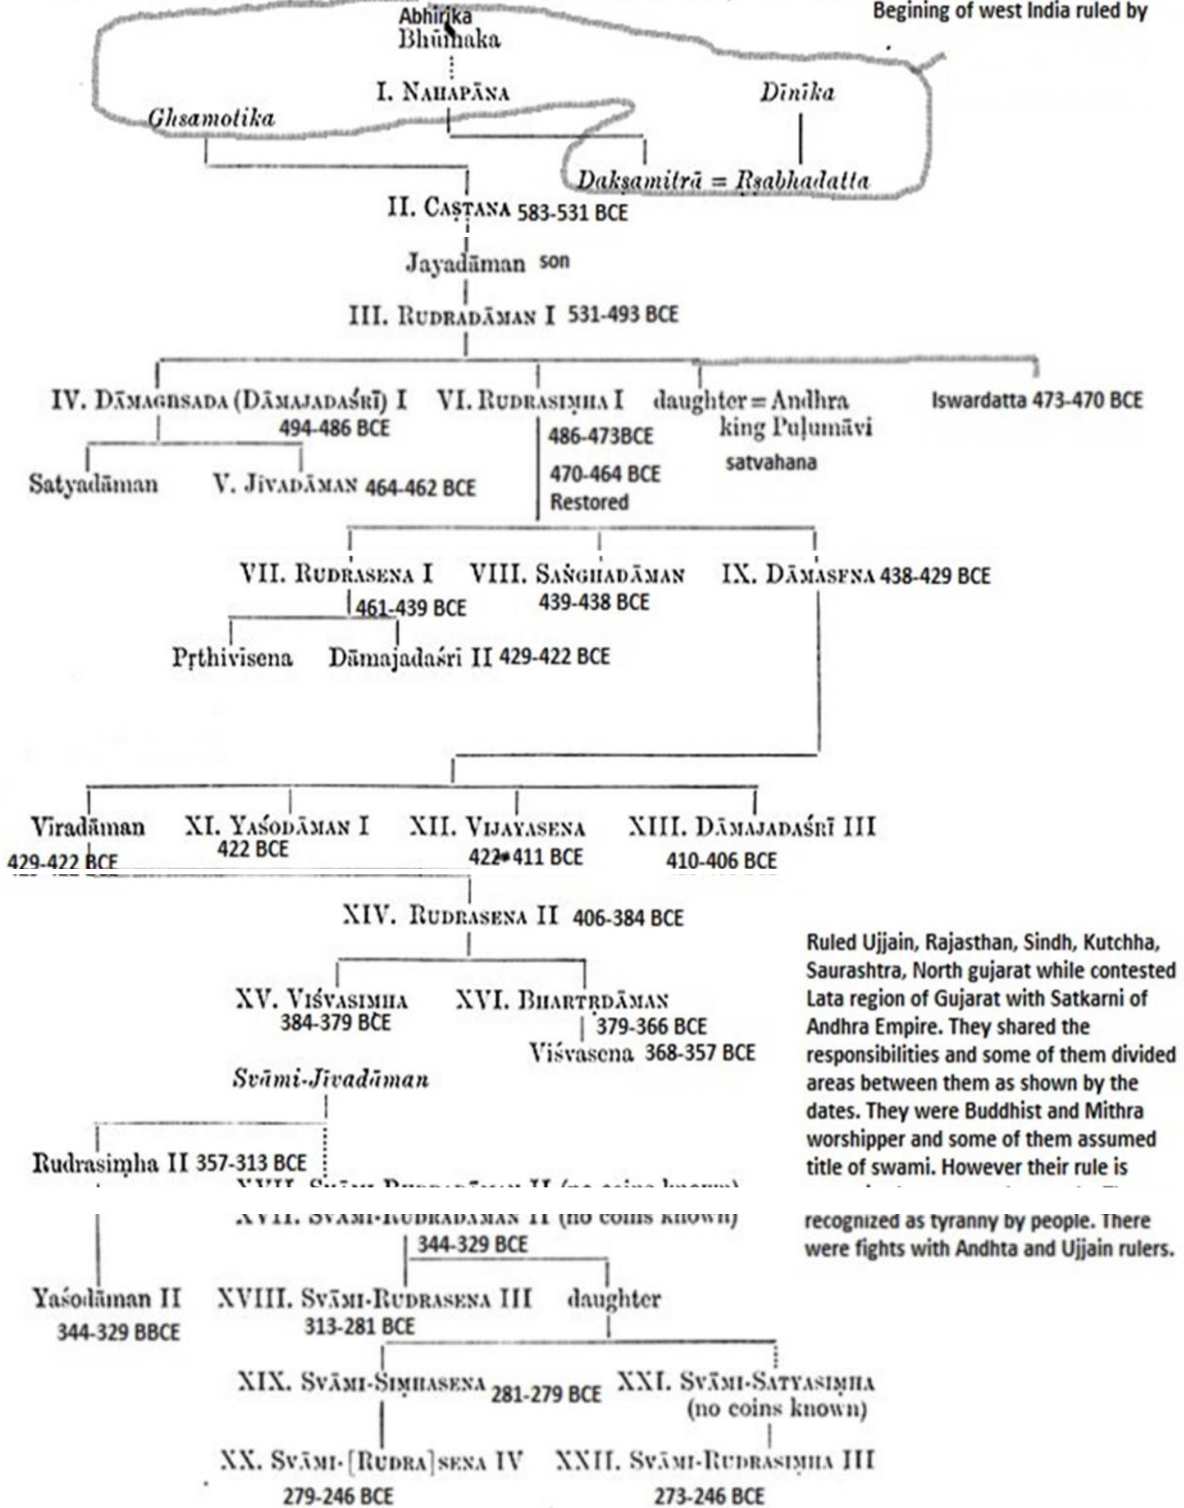 Begining of west India ruled by
Abhirika
Bhūmaka
I. NAHAPĀNA
Dīnīka
Ghsamotika
Dakṣamitrā = Ṛṣabhadatta
II. CAṢṬANA 583-531 BCE
Jayadāman son
III. RUDRADĀMAN I 531-493 BCE
IV. DĀMAGHSADA (DĀMAJADAŚRĪ) I VI. RUDRASIṂHA I daughter = Andhra Iswardatta 473-470 BCE
494-486 BCE 486-473BCE king Puḷumāvi
470-464 BCE satvahana
Restored
Satyadāman V. JĪVADĀMAN 464-462 BCE
VII. RUDRASENA I VIII. SAṄGHADĀMAN IX. DĀMASENA 438-429 BCE
461-439 BCE 439-438 BCE
Pṛthivīsena Dāmajadaśrī II 429-422 BCE
Vīradāman XI. YAŚODĀMAN I XII. VIJAYASENA XIII. DĀMAJADAŚRĪ III
429-422 BCE 422 BCE 422-411 BCE 410-406 BCE
XIV. RUDRASENA II 406-384 BCE
XV. VIŚVASIṂHA XVI. BHARTṚDĀMAN
384-379 BCE 379-366 BCE
Viśvasena 368-357 BCE
Svāmi-Jīvadāman
Rudrasiṃha II 357-313 BCE
XVII. SVĀMI-RUDRADĀMAN II (no coins known)
344-329 BCE
Yaśodāman II XVIII. SVĀMI-RUDRASENA III daughter
344-329 BBCE 313-281 BCE
XIX. SVĀMI-SIṂHASENA 281-279 BCE XXI. SVĀMI-SATYASIṂHA
(no coins known)
XX. SVĀMI-[RUDRA]SENA IV XXII. SVĀMI-RUDRASIṂHA III
279-246 BCE 273-246 BCE
Ruled Ujjain, Rajasthan, Sindh, Kutchha,
Saurashtra, North gujarat while contested
Lata region of Gujarat with Satkarni of
Andhra Empire. They shared the
responsibilities and some of them divided
areas between them as shown by the
dates. They were Buddhist and Mithra
worshipper and some of them assumed
title of swami. However their rule is
recognized as tyranny by people. There
were fights with Andhta and Ujjain rulers.